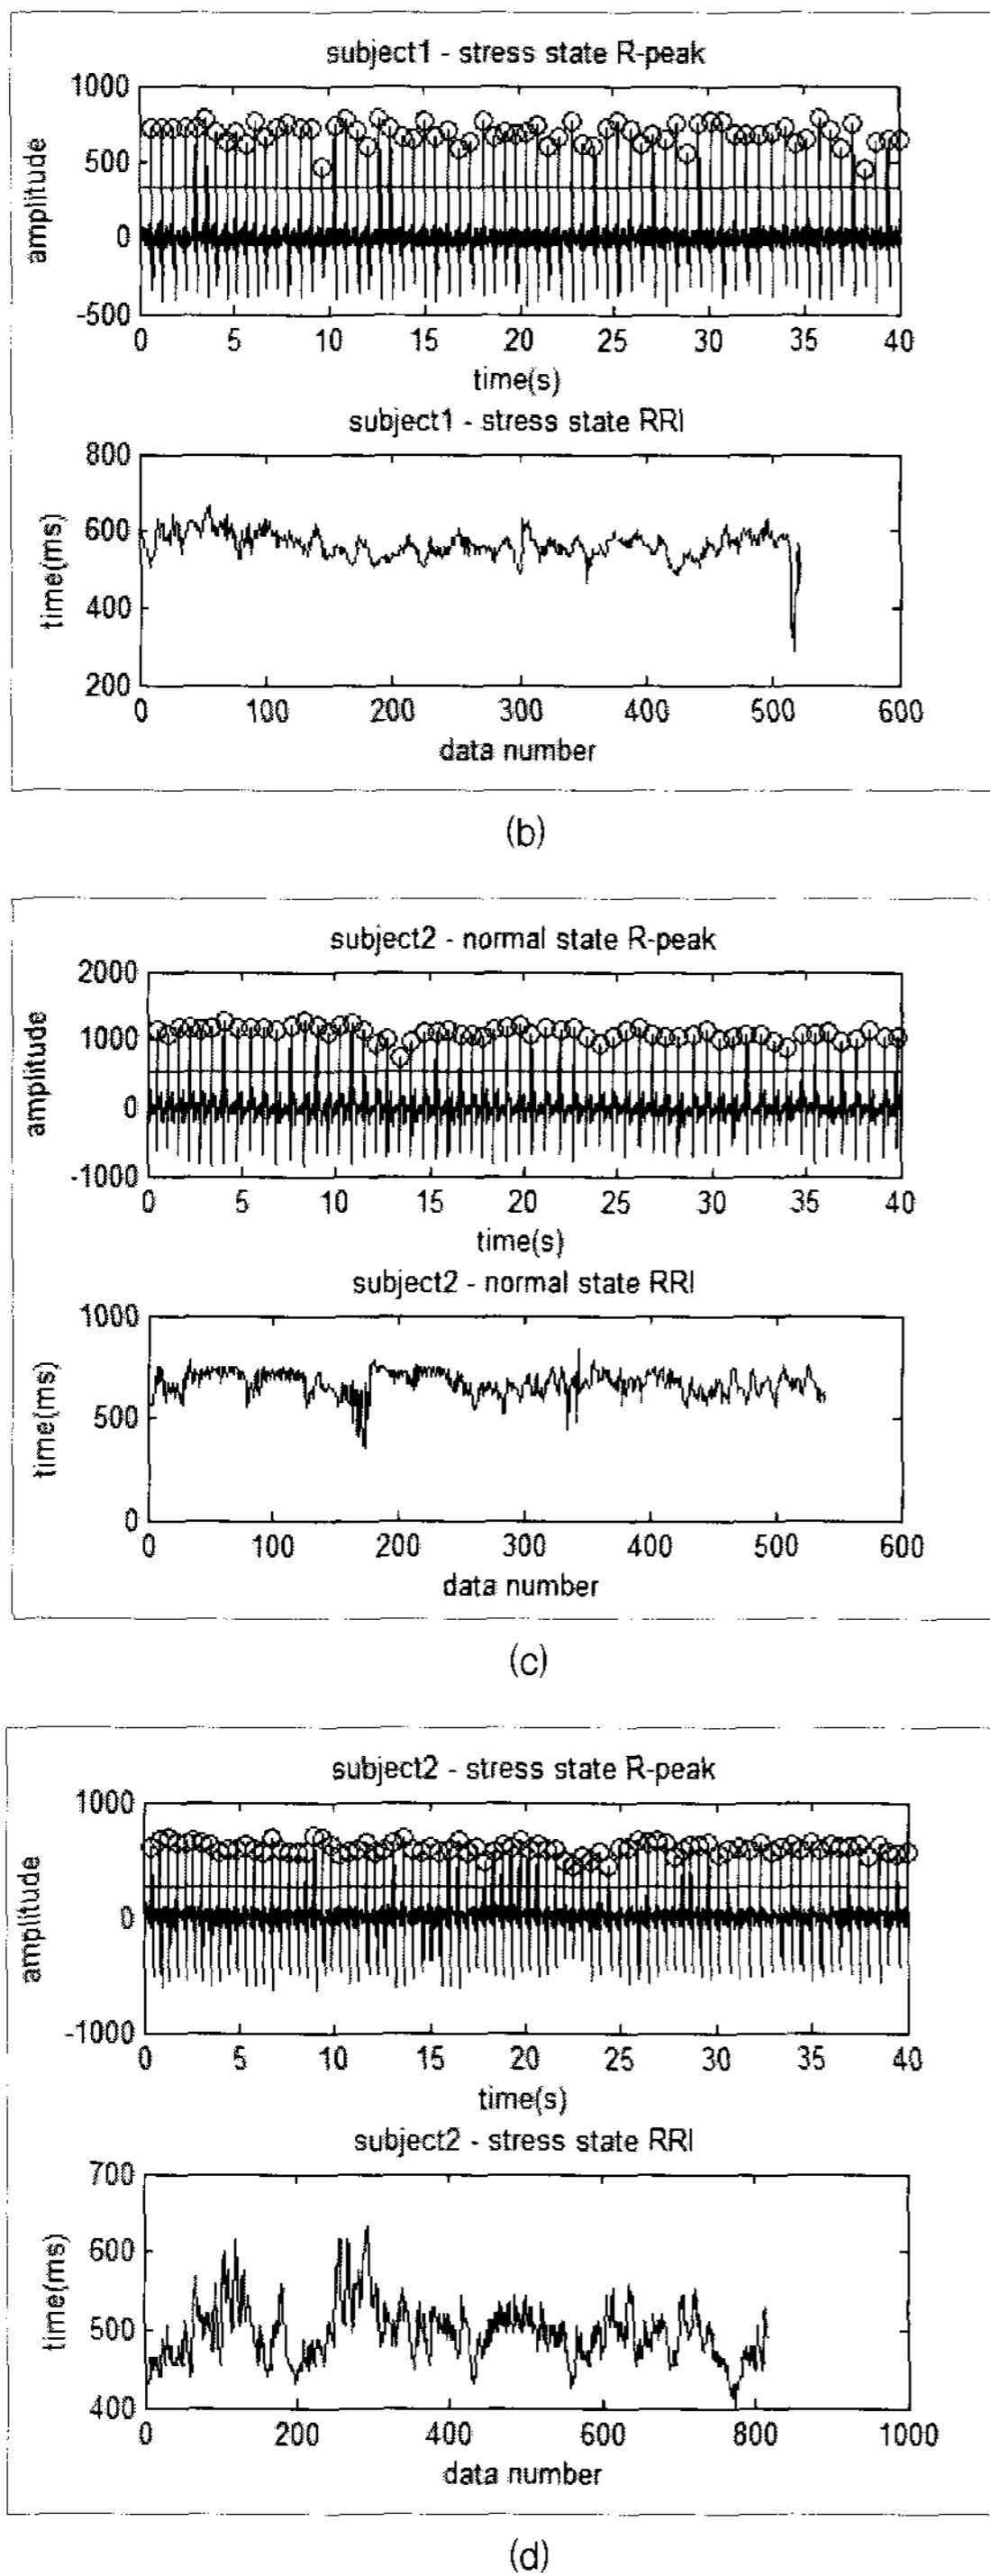 subject1 - stress state R-peak
1000
500
0
-500
amplitude
0 5 10 15 20 25 30 35 40
time(s)
subject1 - stress state RRI
800
600
400
200
time(ms)
0 100 200 300 400 500 600
data number
(b)
subject2 - normal state R-peak
2000
1000
0
-1000
amplitude
0 5 10 15 20 25 30 35 40
time(s)
subject2 - normal state RRI
1000
500
0
time(ms)
0 100 200 300 400 500 600
data number
(c)
subject2 - stress state R-peak
1000
0
-1000
amplitude
0 5 10 15 20 25 30 35 40
time(s)
subject2 - stress state RRI
700
600
500
400
time(ms)
0 200 400 600 800 1000
data number
(d)